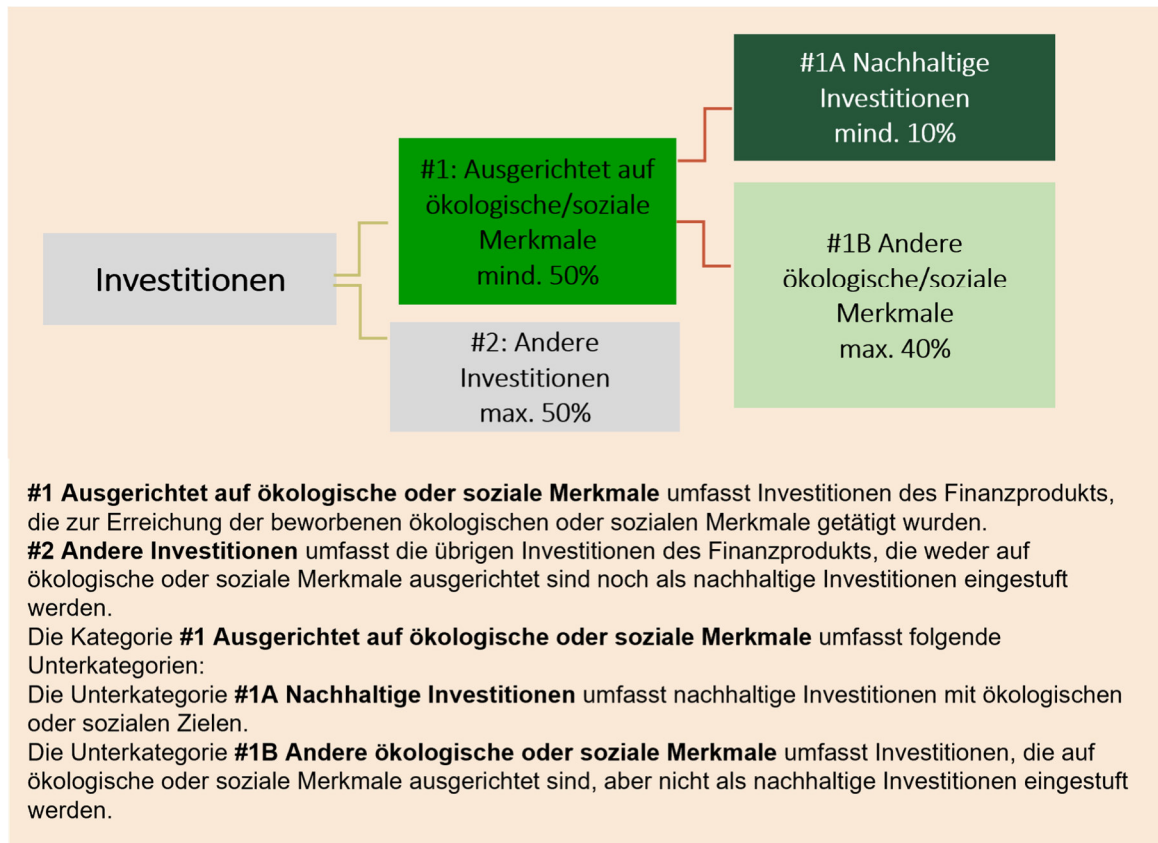 Investitionen
#1: Ausgerichtet auf
ökologische/soziale
Merkmale
mind. 50%
#2: Andere
Investitionen
max. 50%
#1A Nachhaltige
Investitionen
mind. 10%
#1B Andere
ökologische/soziale
Merkmale
max. 40%
#1 Ausgerichtet auf ökologische oder soziale Merkmale umfasst Investitionen des Finanzprodukts,
die zur Erreichung der beworbenen ökologischen oder sozialen Merkmale getätigt wurden.
#2 Andere Investitionen umfasst die übrigen Investitionen des Finanzprodukts, die weder auf
ökologische oder soziale Merkmale ausgerichtet sind noch als nachhaltige Investitionen eingestuft
werden.
Die Kategorie #1 Ausgerichtet auf ökologische oder soziale Merkmale umfasst folgende
Unterkategorien:
Die Unterkategorie #1A Nachhaltige Investitionen umfasst nachhaltige Investitionen mit ökologischen
oder sozialen Zielen.
Die Unterkategorie #1B Andere ökologische oder soziale Merkmale umfasst Investitionen, die auf
ökologische oder soziale Merkmale ausgerichtet sind, aber nicht als nachhaltige Investitionen eingestuft
werden.